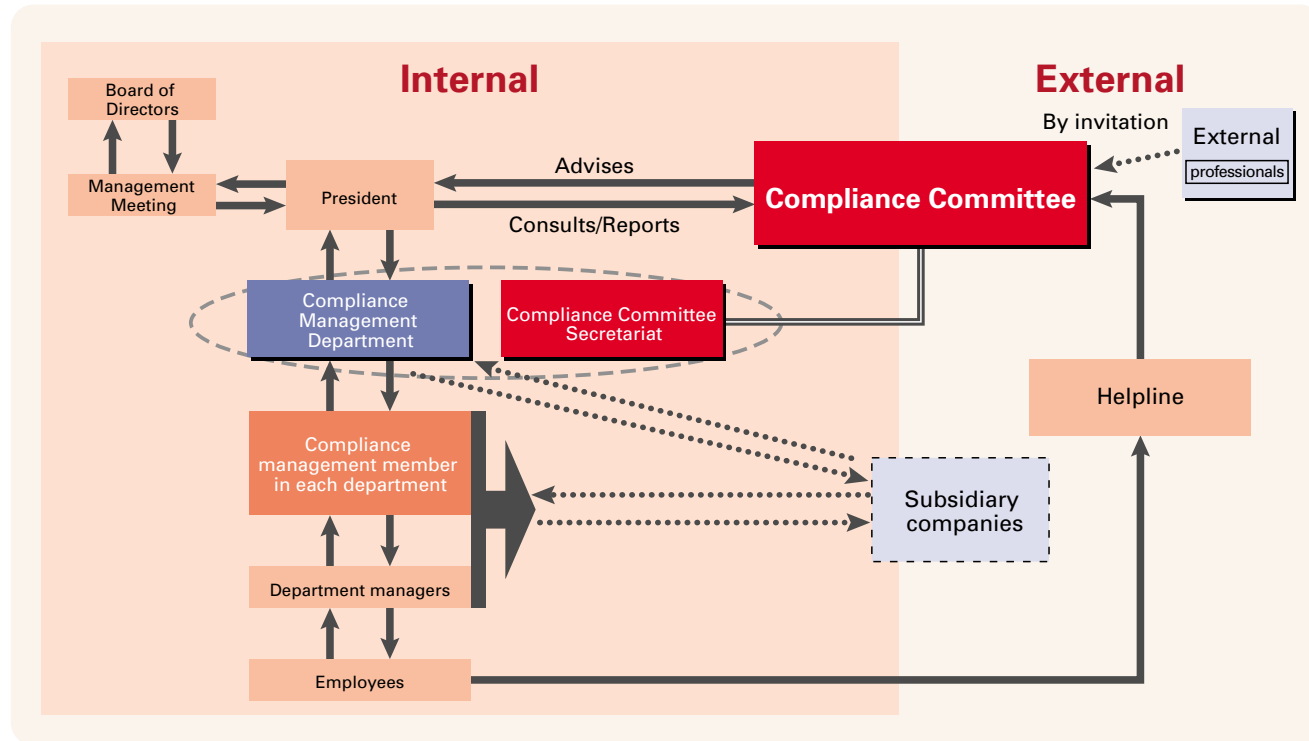 Internal
External
Board of
Directors
By invitation
External
professionals
Management
Meeting
President
Advises
Consults/Reports
Compliance Committee
Compliance
Management
Department
Compliance Committee
Secretariat
Helpline
Compliance
management member
in each department
Subsidiary
companies
Department managers
Employees